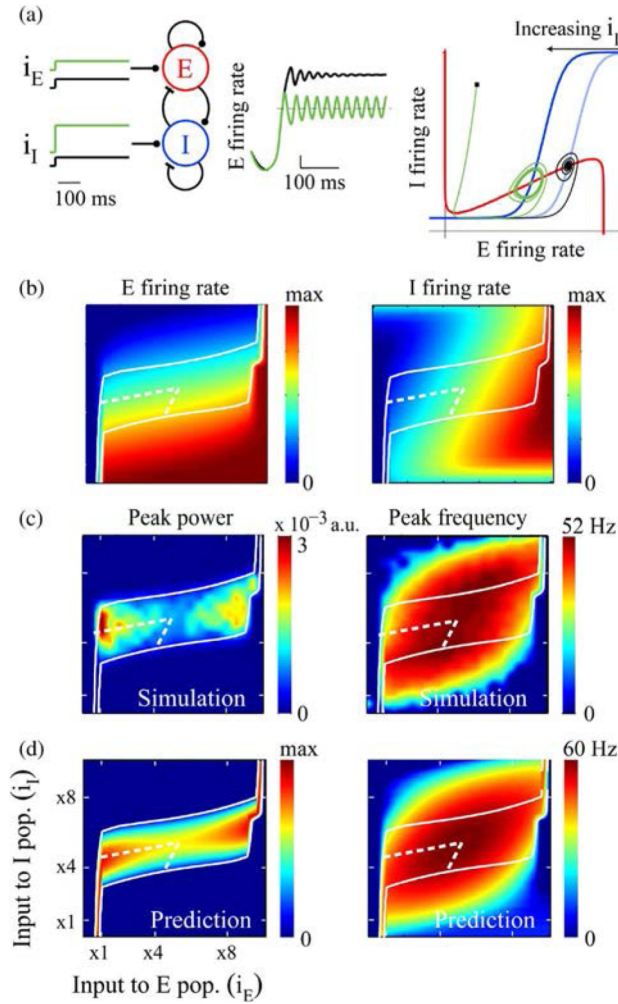 (a)
i_E
E
i_I
I
100 ms
E firing rate
100 ms
Increasing i_I
I firing rate
E firing rate
(b)
E firing rate
I firing rate
max
0
max
0
(c)
Peak power
x 10⁻³ a.u.
3
0
Simulation
Peak frequency
52 Hz
0
Simulation
(d)
max
0
Prediction
60 Hz
0
Prediction
Input to I pop. (i_I)
x8
x4
x1
x1 x4 x8
Input to E pop. (i_E)